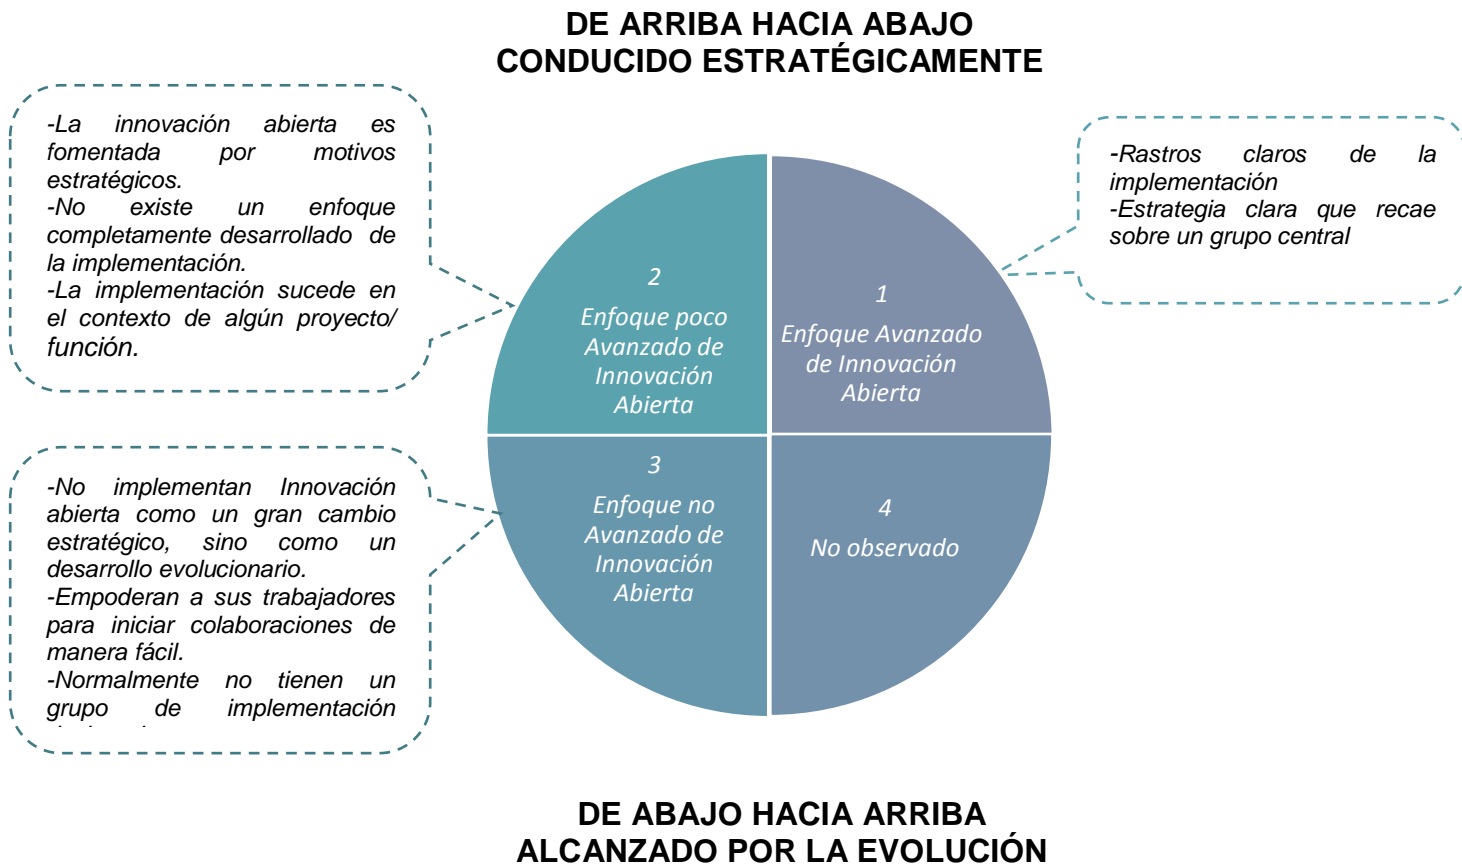 DE ARRIBA HACIA ABAJO
CONDUCIDO ESTRATÉGICAMENTE
-La innovación abierta es
fomentada por motivos
estratégicos.
-No existe un enfoque
completamente desarrollado de
la implementación.
-La implementación sucede en
el contexto de algún proyecto/
función.
-Rastros claros de la
implementación
-Estrategia clara que recae
sobre un grupo central
2
Enfoque poco
Avanzado de
Innovación
Abierta
1
Enfoque Avanzado
de Innovación
Abierta
-No implementan Innovación
abierta como un gran cambio
estratégico, sino como un
desarrollo evolucionario.
-Empoderan a sus trabajadores
para iniciar colaboraciones de
manera fácil.
-Normalmente no tienen un
grupo de implementación
3
Enfoque no
Avanzado de
Innovación
Abierta
4
No observado
DE ABAJO HACIA ARRIBA
ALCANZADO POR LA EVOLUCIÓN